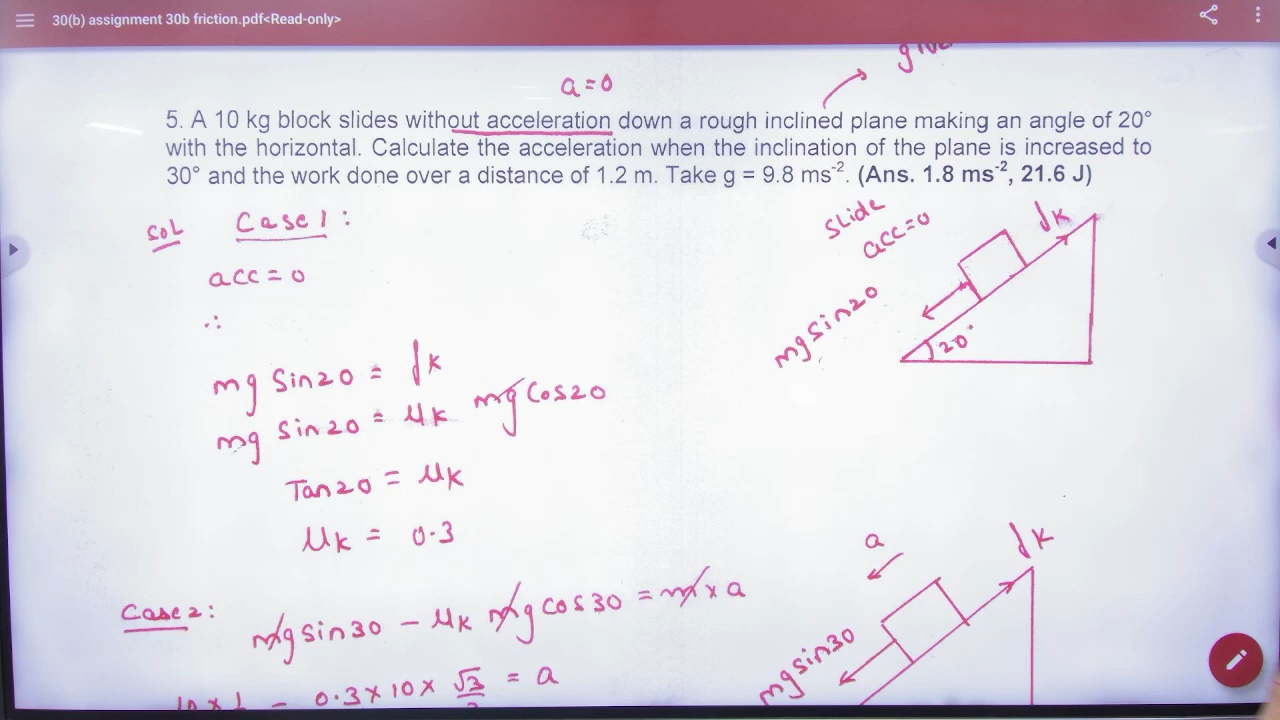 30(b) assignment 30b friction.pdf<Read-only>
a = 0
5. A 10 kg block slides without acceleration down a rough inclined plane making an angle of 20°
with the horizontal. Calculate the acceleration when the inclination of the plane is increased to
30° and the work done over a distance of 1.2 m. Take g = 9.8 ms-2. (Ans. 1.8 ms-2, 21.6 J)
Sol Case 1 :
slide
acc = 0
fK
mg sin20
20°
acc = 0
∴
mg Sin20 = fK
mg Sin20 = μK mg Cos20
Tan20 = μK
μK = 0.3
Case 2 :
mg sin30 - μK mg cos30 = m x a
0.3 x 10 x √3 = a
a
fK
mg sin30